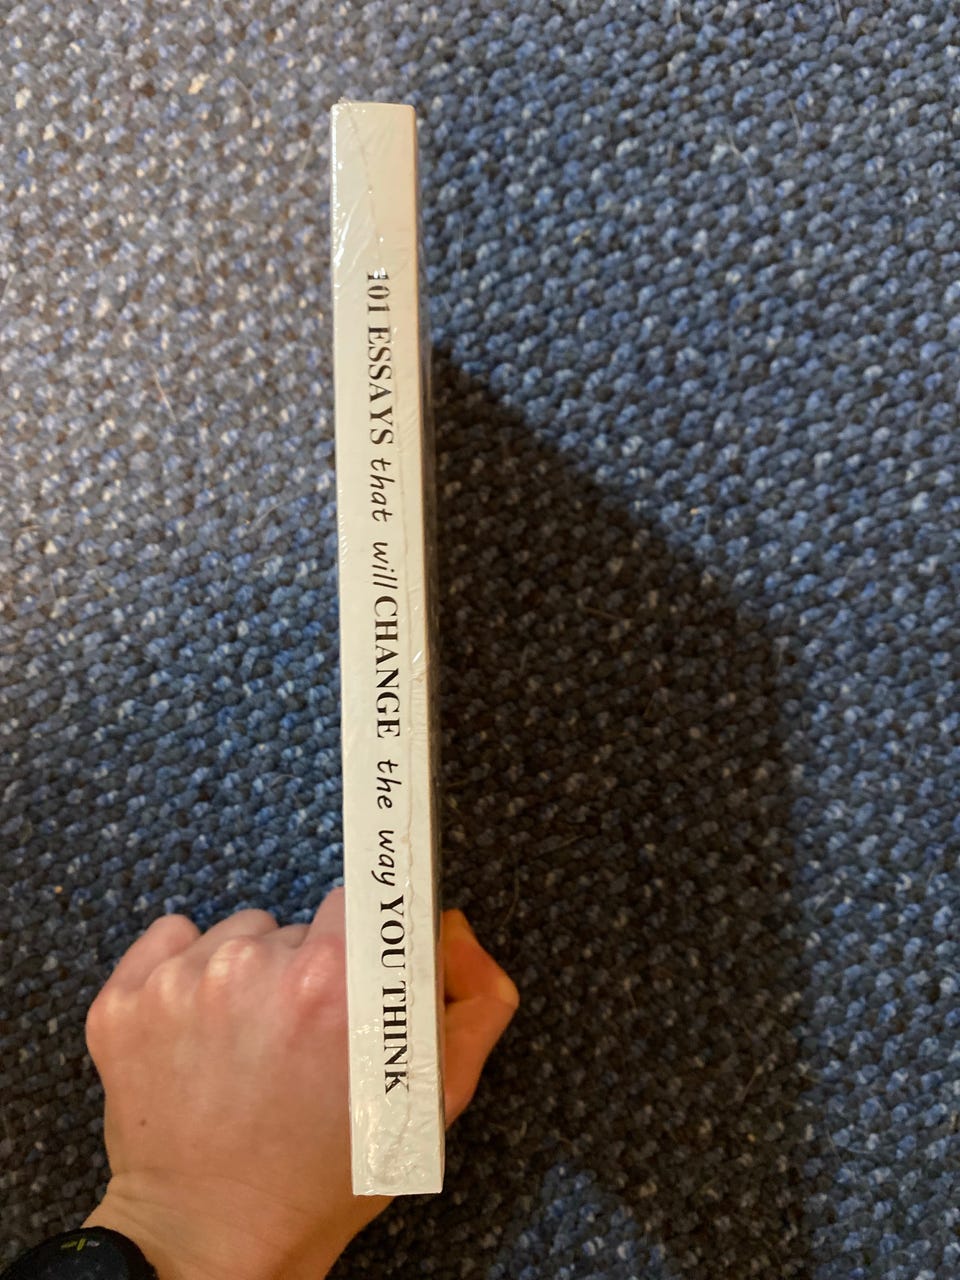 101 ESSAYS that will CHANGE the way YOU THINK